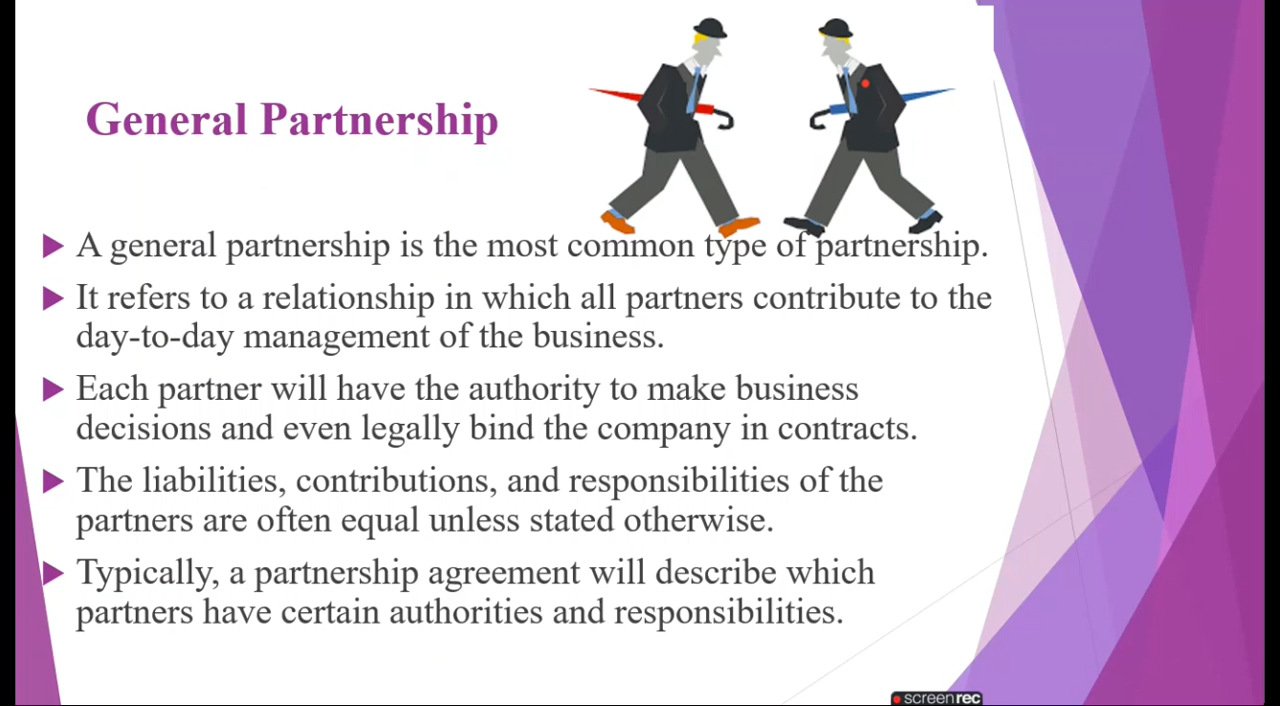 General Partnership
A general partnership is the most common type of partnership.
It refers to a relationship in which all partners contribute to the
day-to-day management of the business.
Each partner will have the authority to make business
decisions and even legally bind the company in contracts.
The liabilities, contributions, and responsibilities of the
partners are often equal unless stated otherwise.
Typically, a partnership agreement will describe which
partners have certain authorities and responsibilities.
screenrec